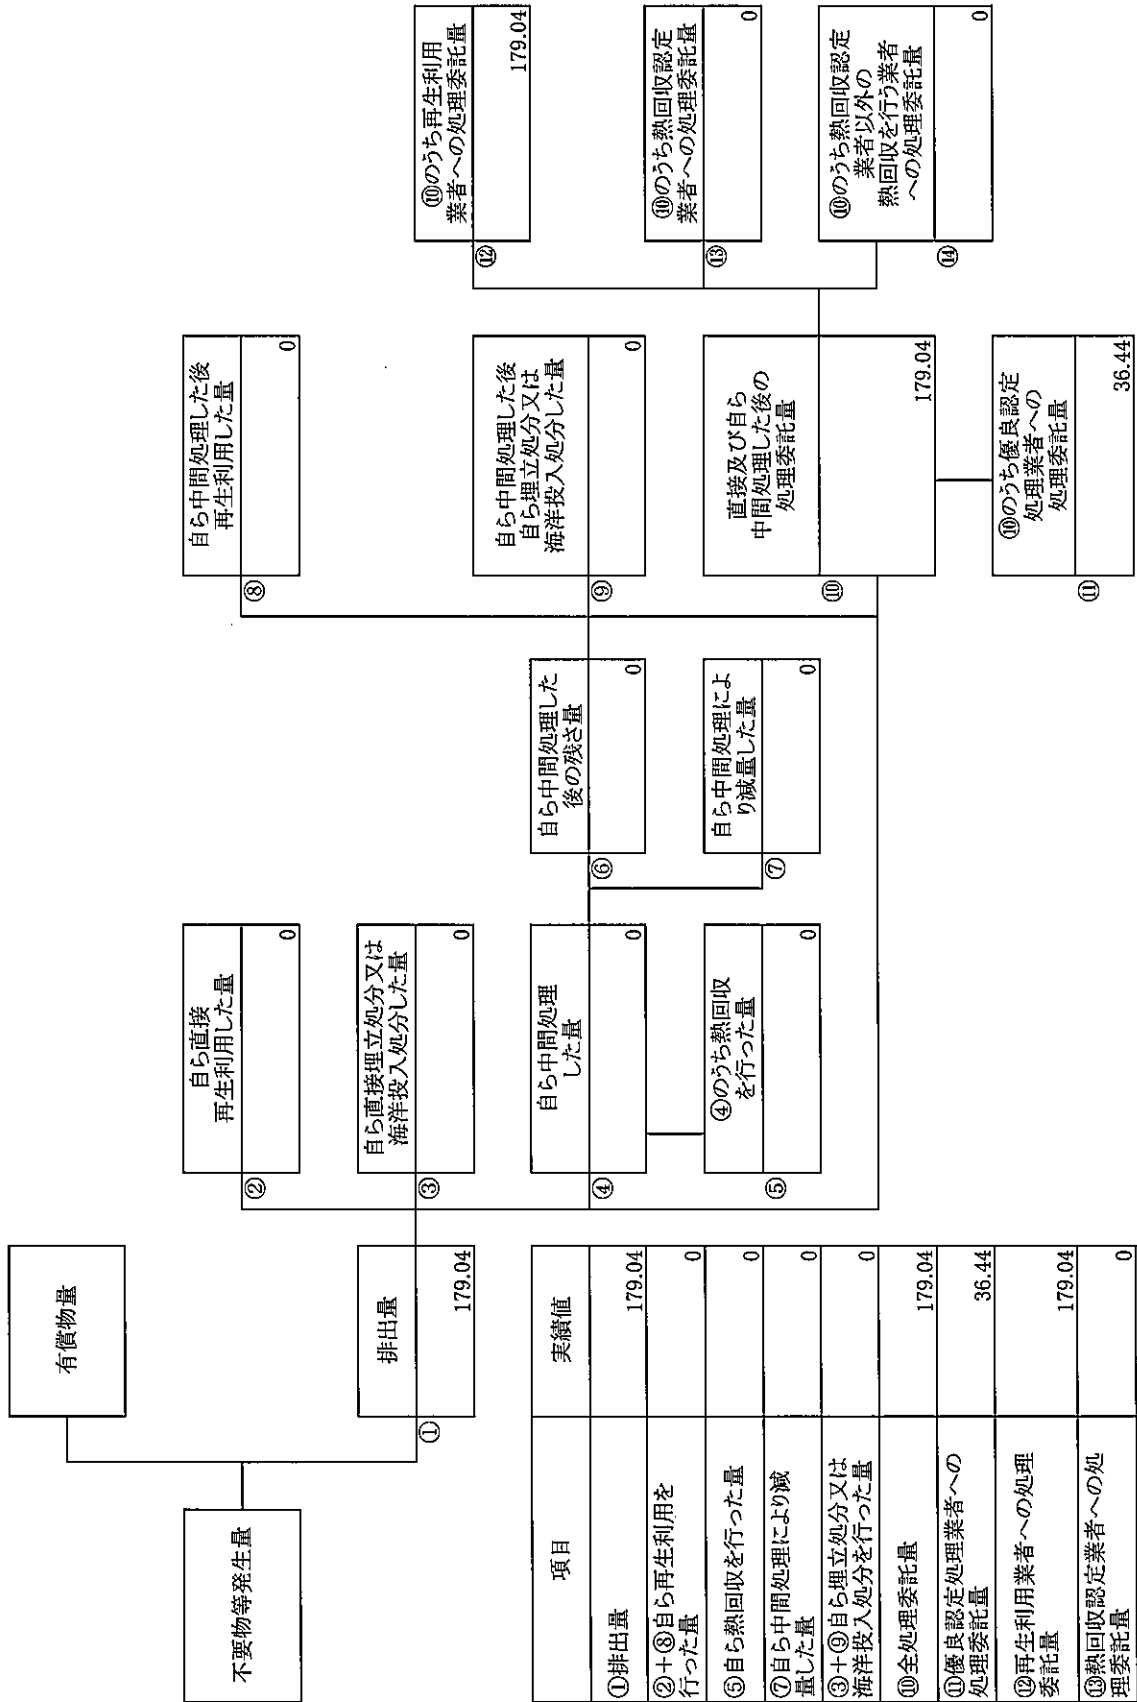 不要物等発生量
有償物量
①
排出量
179.04
②
自ら直接
再生利用した量
0
③
自ら直接埋立処分又は
海洋投入処分した量
0
④
自ら中間処理
した量
0
⑤
④のうち熱回収
を行った量
0
⑥
自ら中間処理した
後の残さ量
0
⑦
自ら中間処理によ
り減量した量
0
⑧
自ら中間処理した後
再生利用した量
0
⑨
自ら中間処理した後
自ら埋立処分又は
海洋投入処分した量
0
⑩
直接及び自ら
中間処理した後の
処理委託量
179.04
⑪
⑩のうち優良認定
処理業者への
処理委託量
36.44
⑫
⑩のうち再生利用
業者への処理委託量
179.04
⑬
⑩のうち熱回収認定
業者への処理委託量
0
⑭
⑩のうち熱回収認定
業者以外の
熱回収を行う業者
への処理委託量
0
項目 実績値
①排出量 179.04
②+⑧自ら再生利用を
行った量 0
⑤自ら熱回収を行った量 0
⑦自ら中間処理により減
量した量 0
③+⑨自ら埋立処分又は
海洋投入処分を行った量 0
⑩全処理委託量 179.04
⑪優良認定処理業者への
処理委託量 36.44
⑫再生利用業者への処理
委託量 179.04
⑬熱回収認定業者への処
理委託量 0